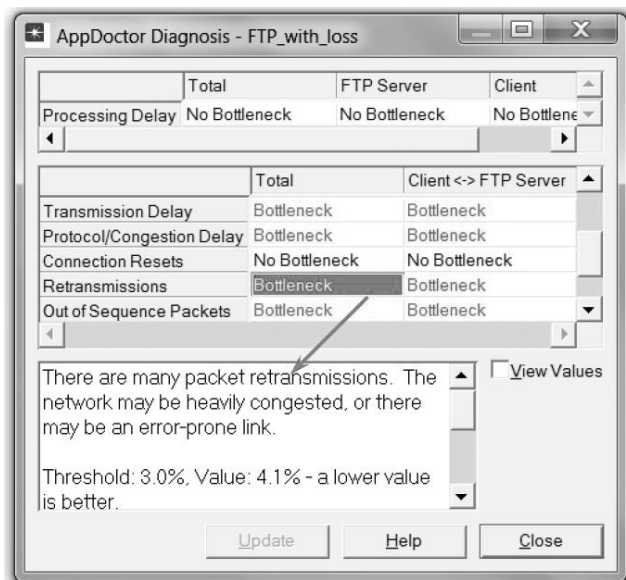 AppDoctor Diagnosis - FTP_with_loss
Total FTP Server Client
Processing Delay No Bottleneck No Bottleneck No Bottlene
Total Client <-> FTP Server
Transmission Delay Bottleneck Bottleneck
Protocol/Congestion Delay Bottleneck Bottleneck
Connection Resets No Bottleneck No Bottleneck
Retransmissions Bottleneck Bottleneck
Out of Sequence Packets Bottleneck Bottleneck
There are many packet retransmissions. The
network may be heavily congested, or there
may be an error-prone link.
Threshold: 3.0%, Value: 4.1% - a lower value
is better.
View Values
Update Help Close